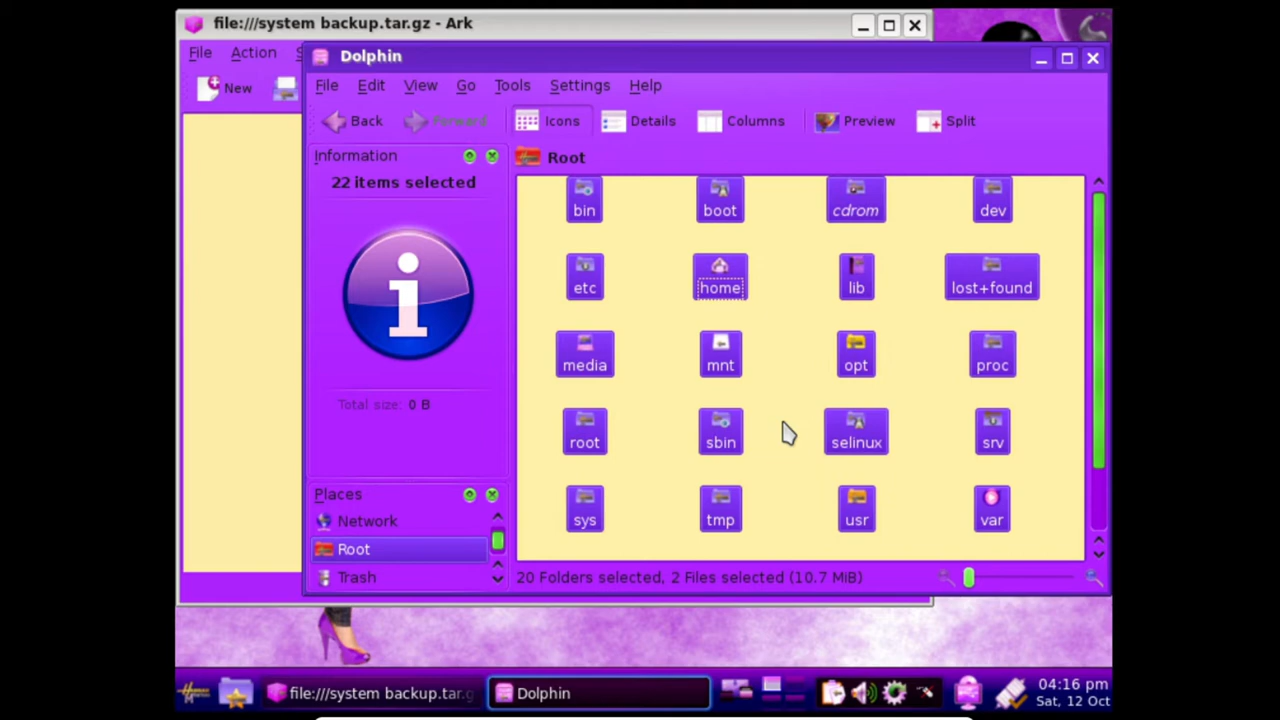 file:///system backup.tar.gz - Ark
File Action
New
Dolphin
File Edit View Go Tools Settings Help
Back Forward Icons Details Columns Preview Split
Information
22 items selected
Total size: 0 B
Root
bin boot cdrom dev
etc home lib lost+found
media mnt opt proc
root sbin selinux srv
sys tmp usr var
Places
Network
Root
Trash
20 Folders selected, 2 Files selected (10.7 MiB)
file:///system backup.tar.g
Dolphin
04:16 pm
Sat, 12 Oct